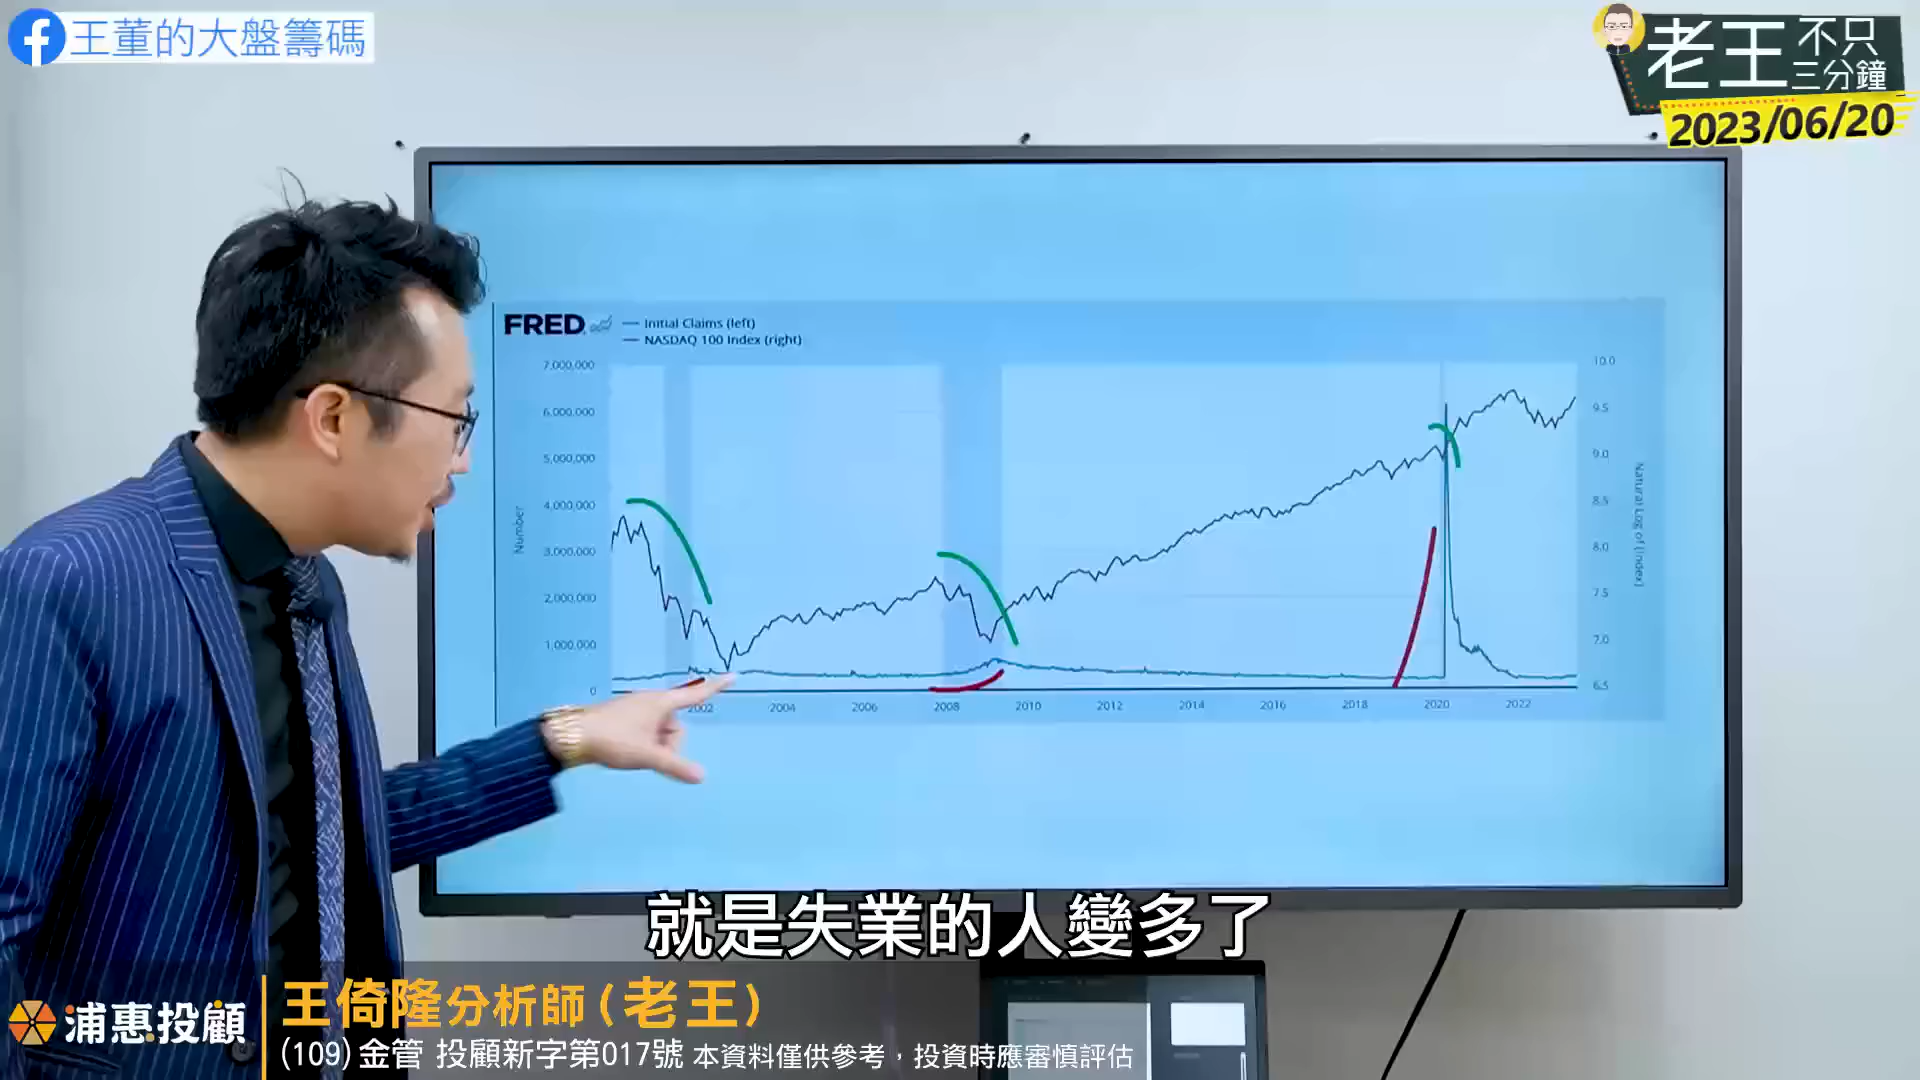 王董的大盤籌碼
老王不只三分鐘
2023/06/20
FRED
Initial Claims (left)
NASDAQ 100 Index (right)
7,000,000
6,000,000
5,000,000
4,000,000
3,000,000
2,000,000
1,000,000
0
Number
10.0
9.5
9.0
8.5
8.0
7.5
7.0
6.5
Natural Log of (Index)
2002 2004 2006 2008 2010 2012 2014 2016 2018 2020 2022
就是失業的人變多了
浦惠投顧
王倚隆分析師(老王)
(109)金管 投顧新字第017號 本資料僅供參考，投資時應審慎評估